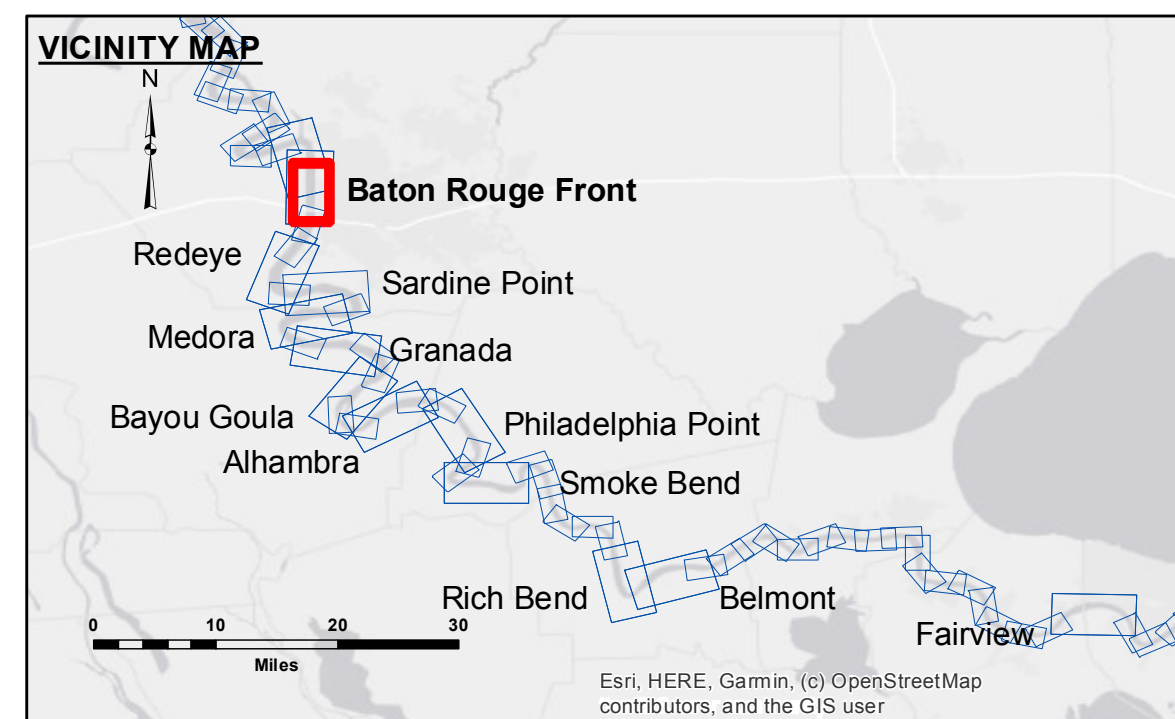 VICINITY MAP
N
Baton Rouge Front
Redeye
Sardine Point
Medora
Granada
Bayou Goula
Philadelphia Point
Alhambra
Smoke Bend
Rich Bend
Belmont
Fairview
0 10 20 30
Miles
Esri, HERE, Garmin, (c) OpenStreetMap
contributors, and the GIS user